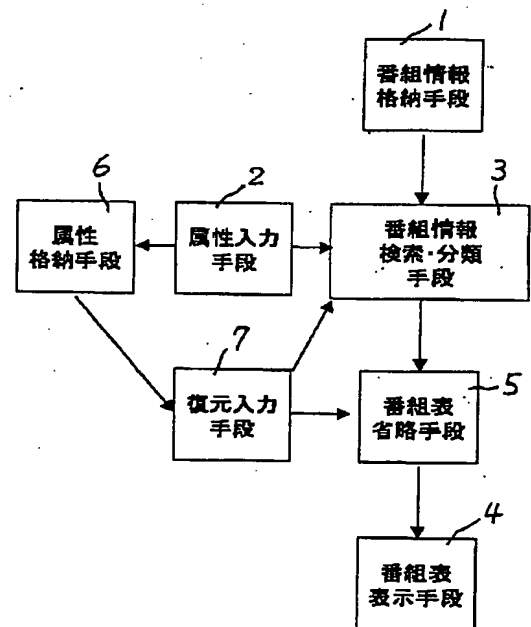 1
番組情報
格納手段
6
2
3
属性
格納手段
属性入力
手段
番組情報
検索・分類
手段
7
復元入力
手段
5
番組表
省略手段
4
番組表
表示手段